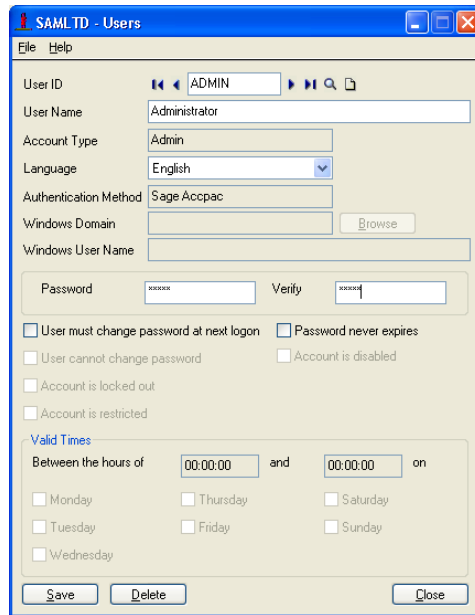 SAMLTD - Users
File Help
User ID ADMIN
User Name Administrator
Account Type Admin
Language English
Authentication Method Sage Accpac
Windows Domain Browse
Windows User Name
Password ***** Verify *****
User must change password at next logon Password never expires
User cannot change password Account is disabled
Account is locked out
Account is restricted
Valid Times
Between the hours of 00:00:00 and 00:00:00 on
Monday Thursday Saturday
Tuesday Friday Sunday
Wednesday
Save Delete Close